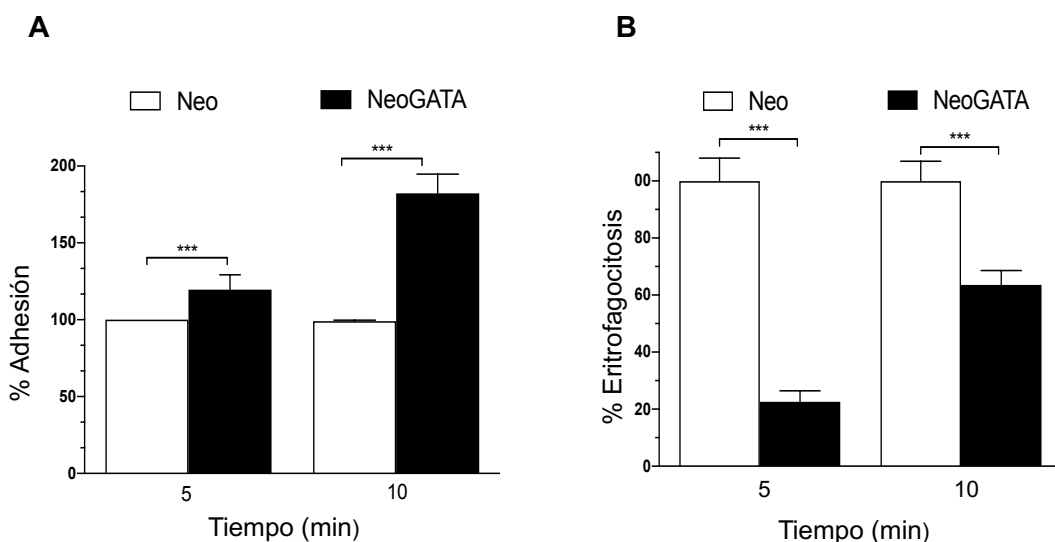 A
Neo NeoGATA
200
150
100
50
0
% Adhesión
***
***
5 10
Tiempo (min)
B
Neo NeoGATA
00
80
60
40
20
0
% Eritrofagocitosis
***
***
5 10
Tiempo (min)